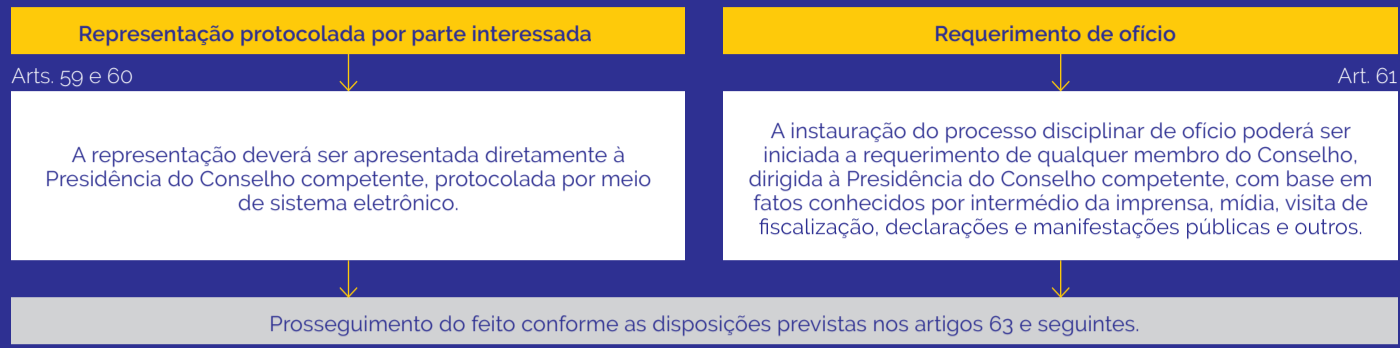 Representação protocolada por parte interessada
Arts. 59 e 60
A representação deverá ser apresentada diretamente à
Presidência do Conselho competente, protocolada por meio
de sistema eletrônico.
Requerimento de ofício
Art. 61
A instauração do processo disciplinar de ofício poderá ser
iniciada a requerimento de qualquer membro do Conselho,
dirigida à Presidência do Conselho competente, com base em
fatos conhecidos por intermédio da imprensa, mídia, visita de
fiscalização, declarações e manifestações públicas e outros.
Prosseguimento do feito conforme as disposições previstas nos artigos 63 e seguintes.